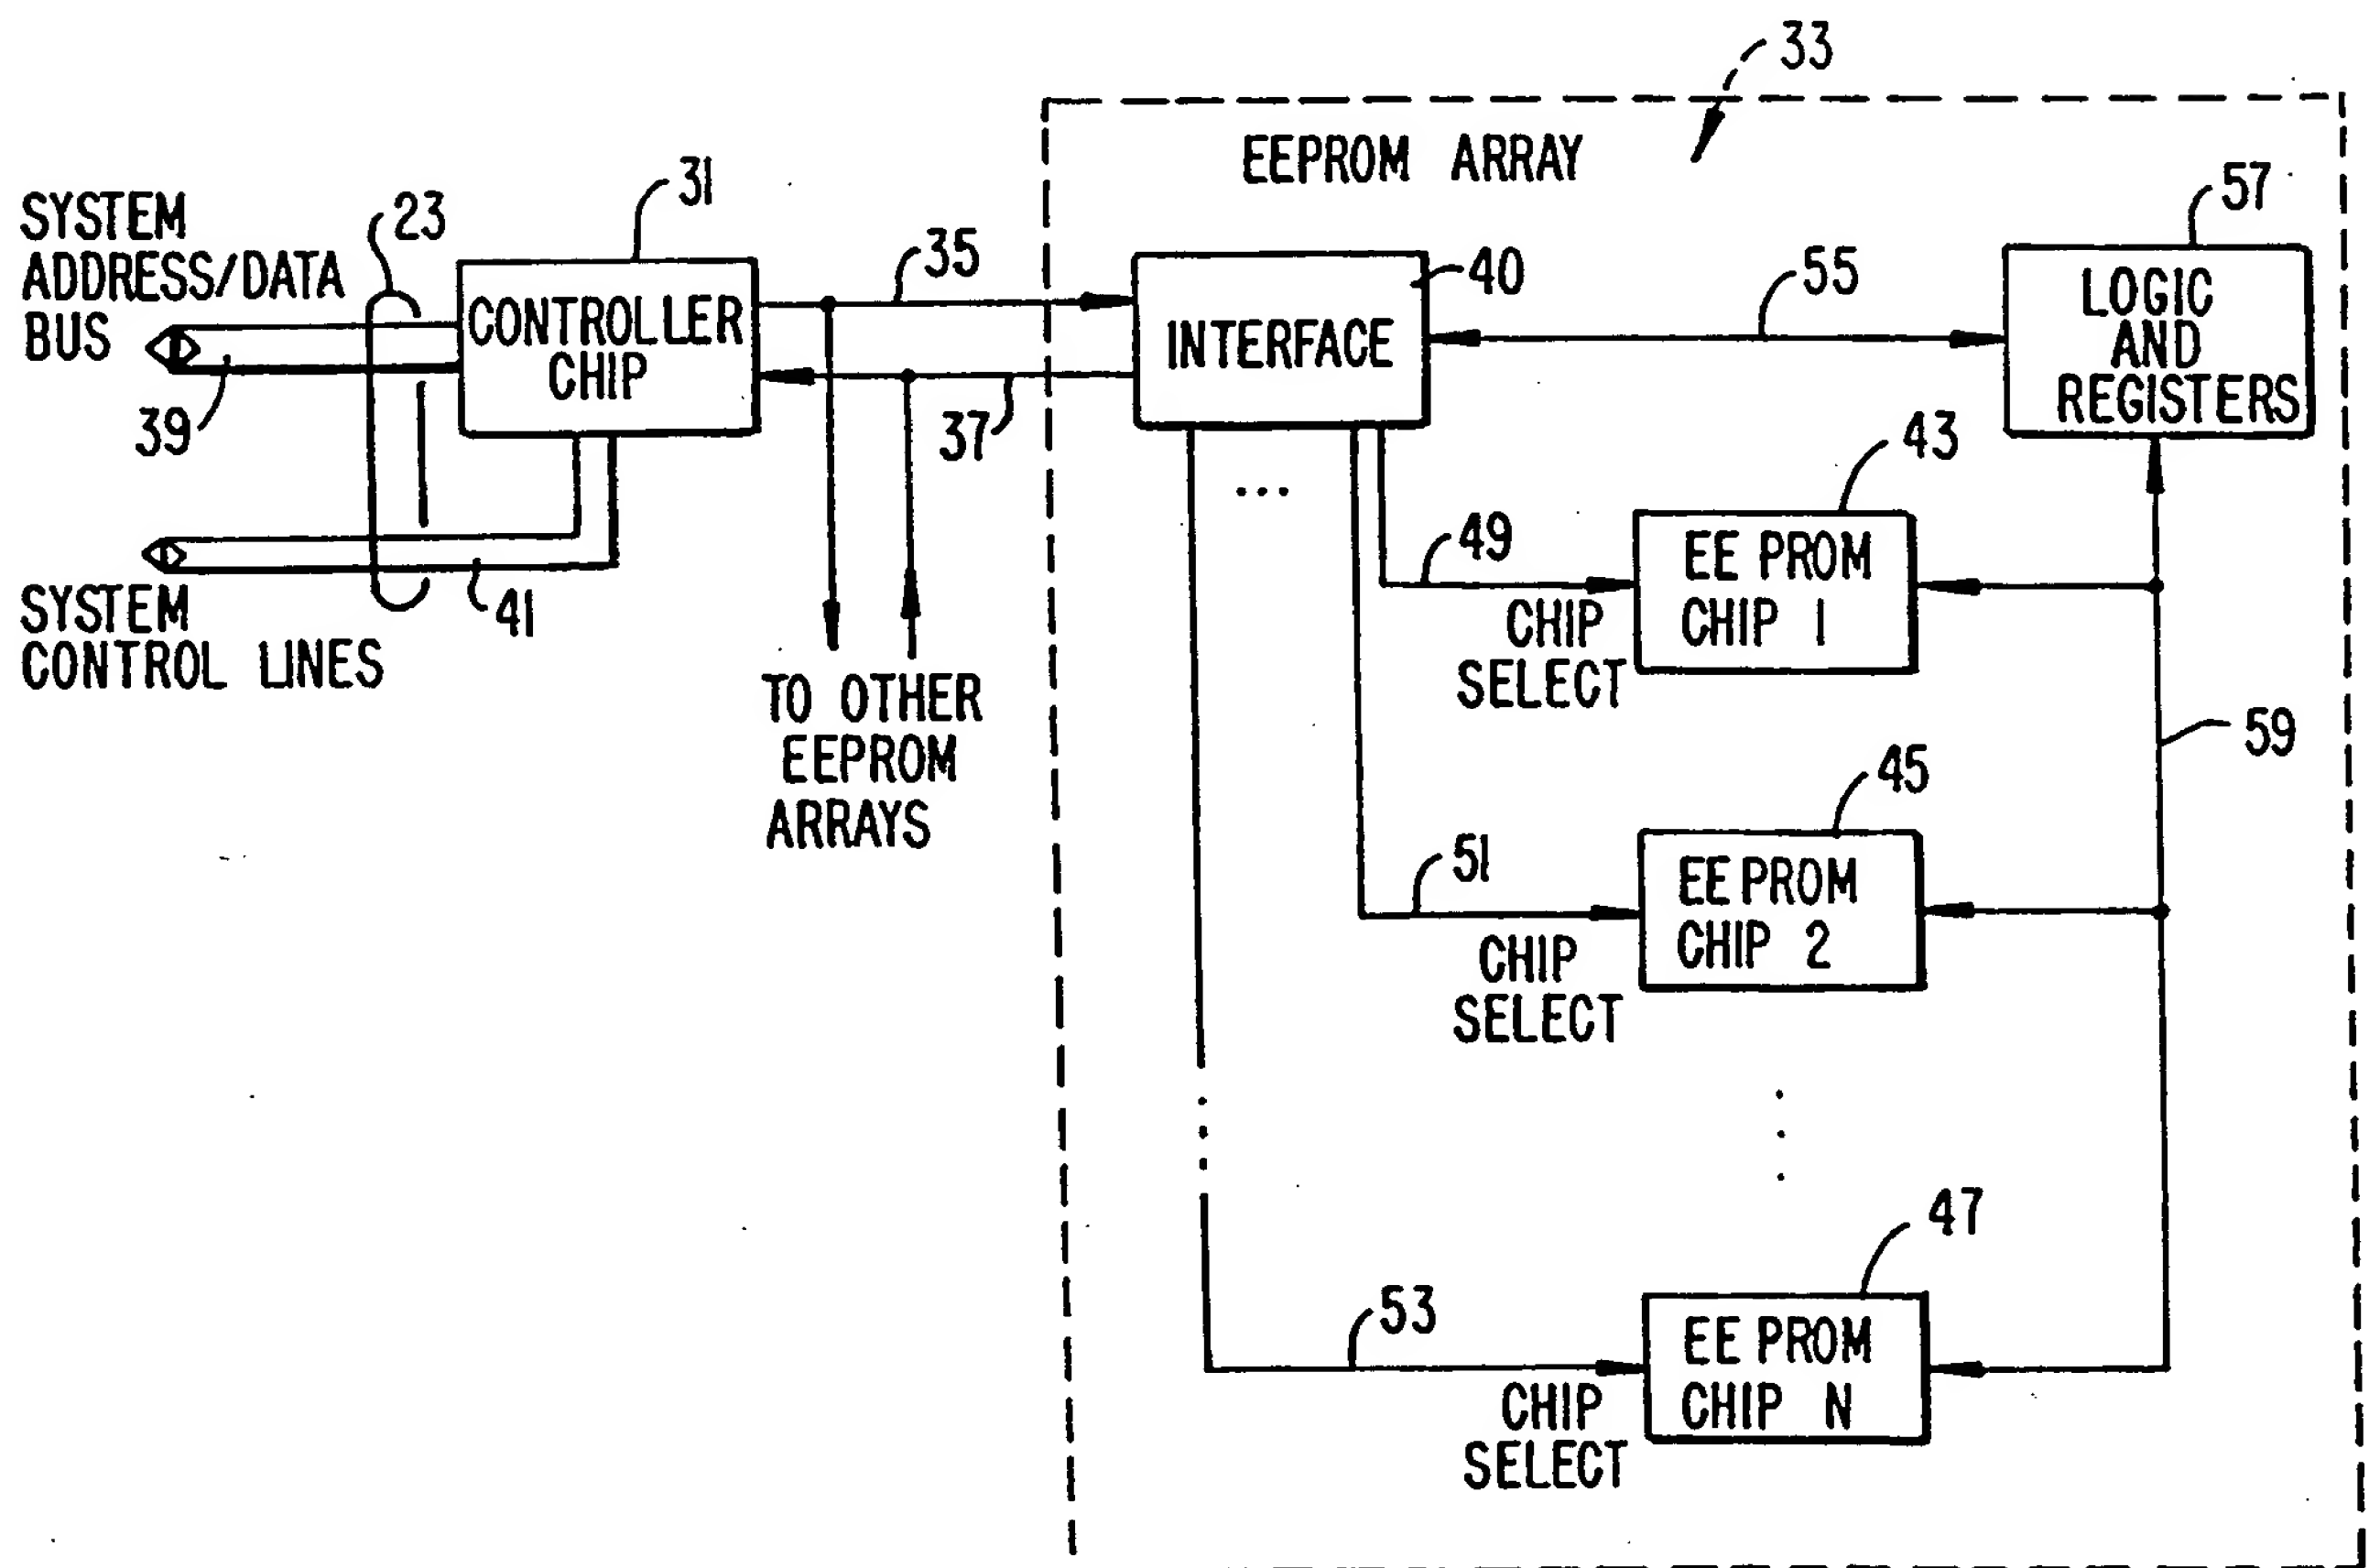 33
EEPROM ARRAY
SYSTEM
ADDRESS/DATA
BUS
23
31
CONTROLLER
CHIP
35
37
39
41
SYSTEM
CONTROL LINES
TO OTHER
EEPROM
ARRAYS
INTERFACE
40
55
57
LOGIC
AND
REGISTERS
...
43
49
CHIP
SELECT
EE PROM
CHIP 1
59
45
51
CHIP
SELECT
EE PROM
CHIP 2
47
53
CHIP
SELECT
EE PROM
CHIP N